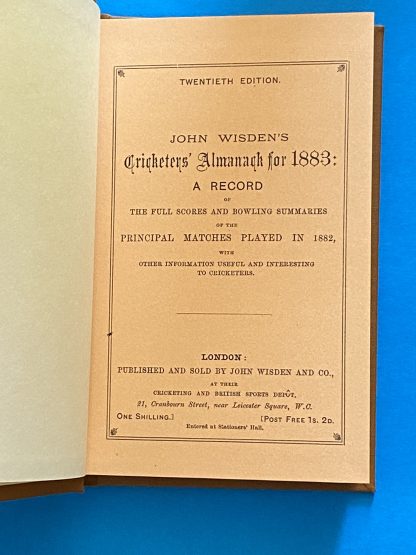 TWENTIETH EDITION.
JOHN WISDEN'S
Cricketers' Almanack for 1883:
A RECORD
OF
THE FULL SCORES AND BOWLING SUMMARIES
OF THE
PRINCIPAL MATCHES PLAYED IN 1882,
WITH
OTHER INFORMATION USEFUL AND INTERESTING
TO CRICKETERS.
LONDON:
PUBLISHED AND SOLD BY JOHN WISDEN AND CO.,
AT THEIR
CRICKETING AND BRITISH SPORTS DEPÔT,
21, Cranbourn Street, near Leicester Square, W.C.
ONE SHILLING.] [POST FREE 1S. 2D.
Entered at Stationers' Hall.